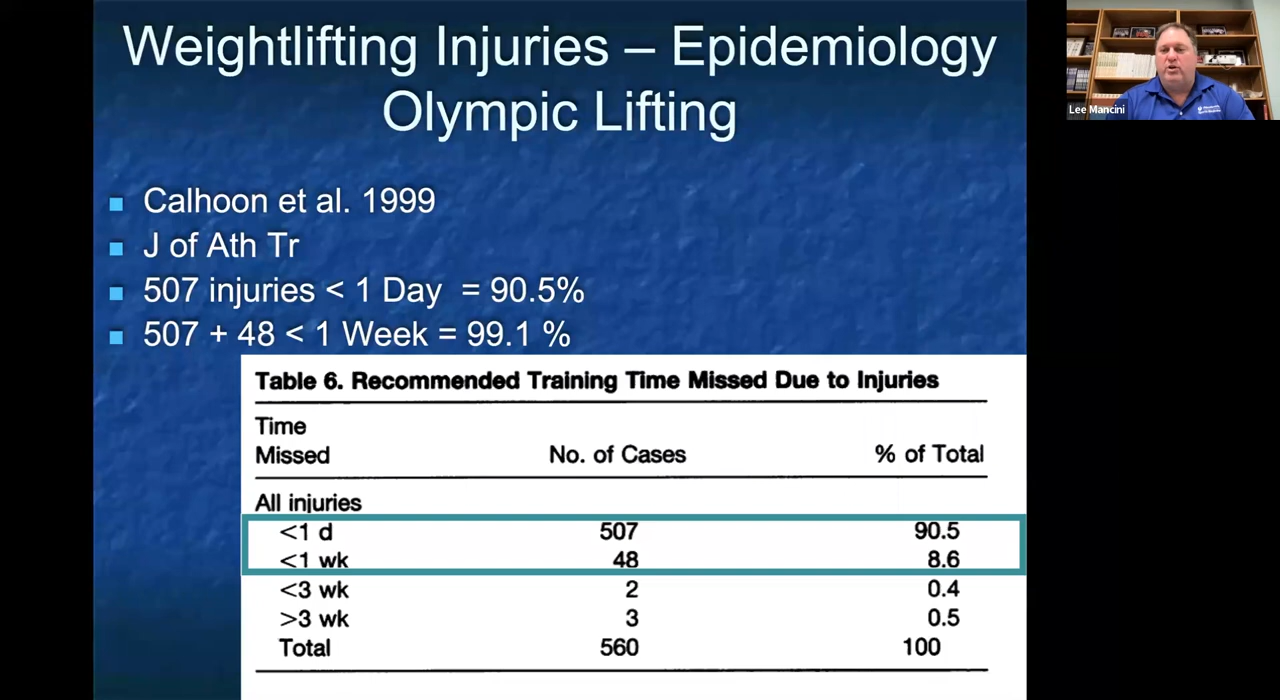 Weightlifting Injuries – Epidemiology
Olympic Lifting
Calhoon et al. 1999
J of Ath Tr
507 injuries < 1 Day = 90.5%
507 + 48 < 1 Week = 99.1 %
Table 6. Recommended Training Time Missed Due to Injuries
Time
Missed No. of Cases % of Total
All injuries
<1 d 507 90.5
<1 wk 48 8.6
<3 wk 2 0.4
>3 wk 3 0.5
Total 560 100
Lee Mancini